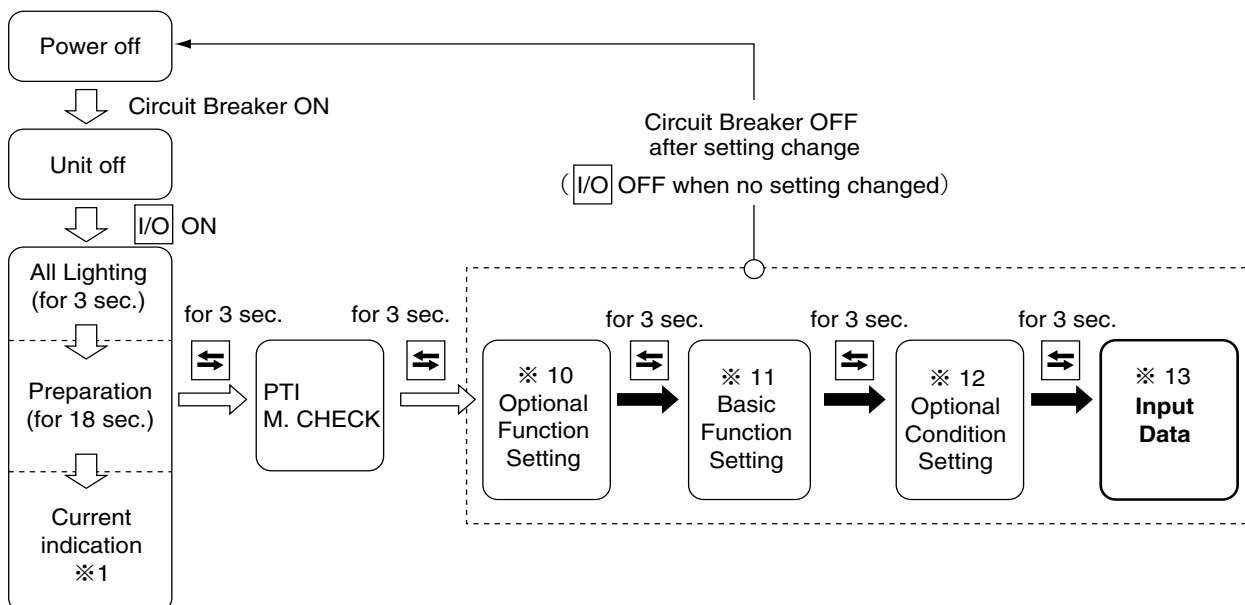 Power off
Circuit Breaker ON
Unit off
I/O ON
Circuit Breaker OFF
after setting change
( I/O OFF when no setting changed)
All Lighting
(for 3 sec.)
Preparation
(for 18 sec.)
Current
indication
※1
for 3 sec.
PTI
M. CHECK
for 3 sec.
※ 10
Optional
Function
Setting
for 3 sec.
※ 11
Basic
Function
Setting
for 3 sec.
※ 12
Optional
Condition
Setting
for 3 sec.
※ 13
Input
Data